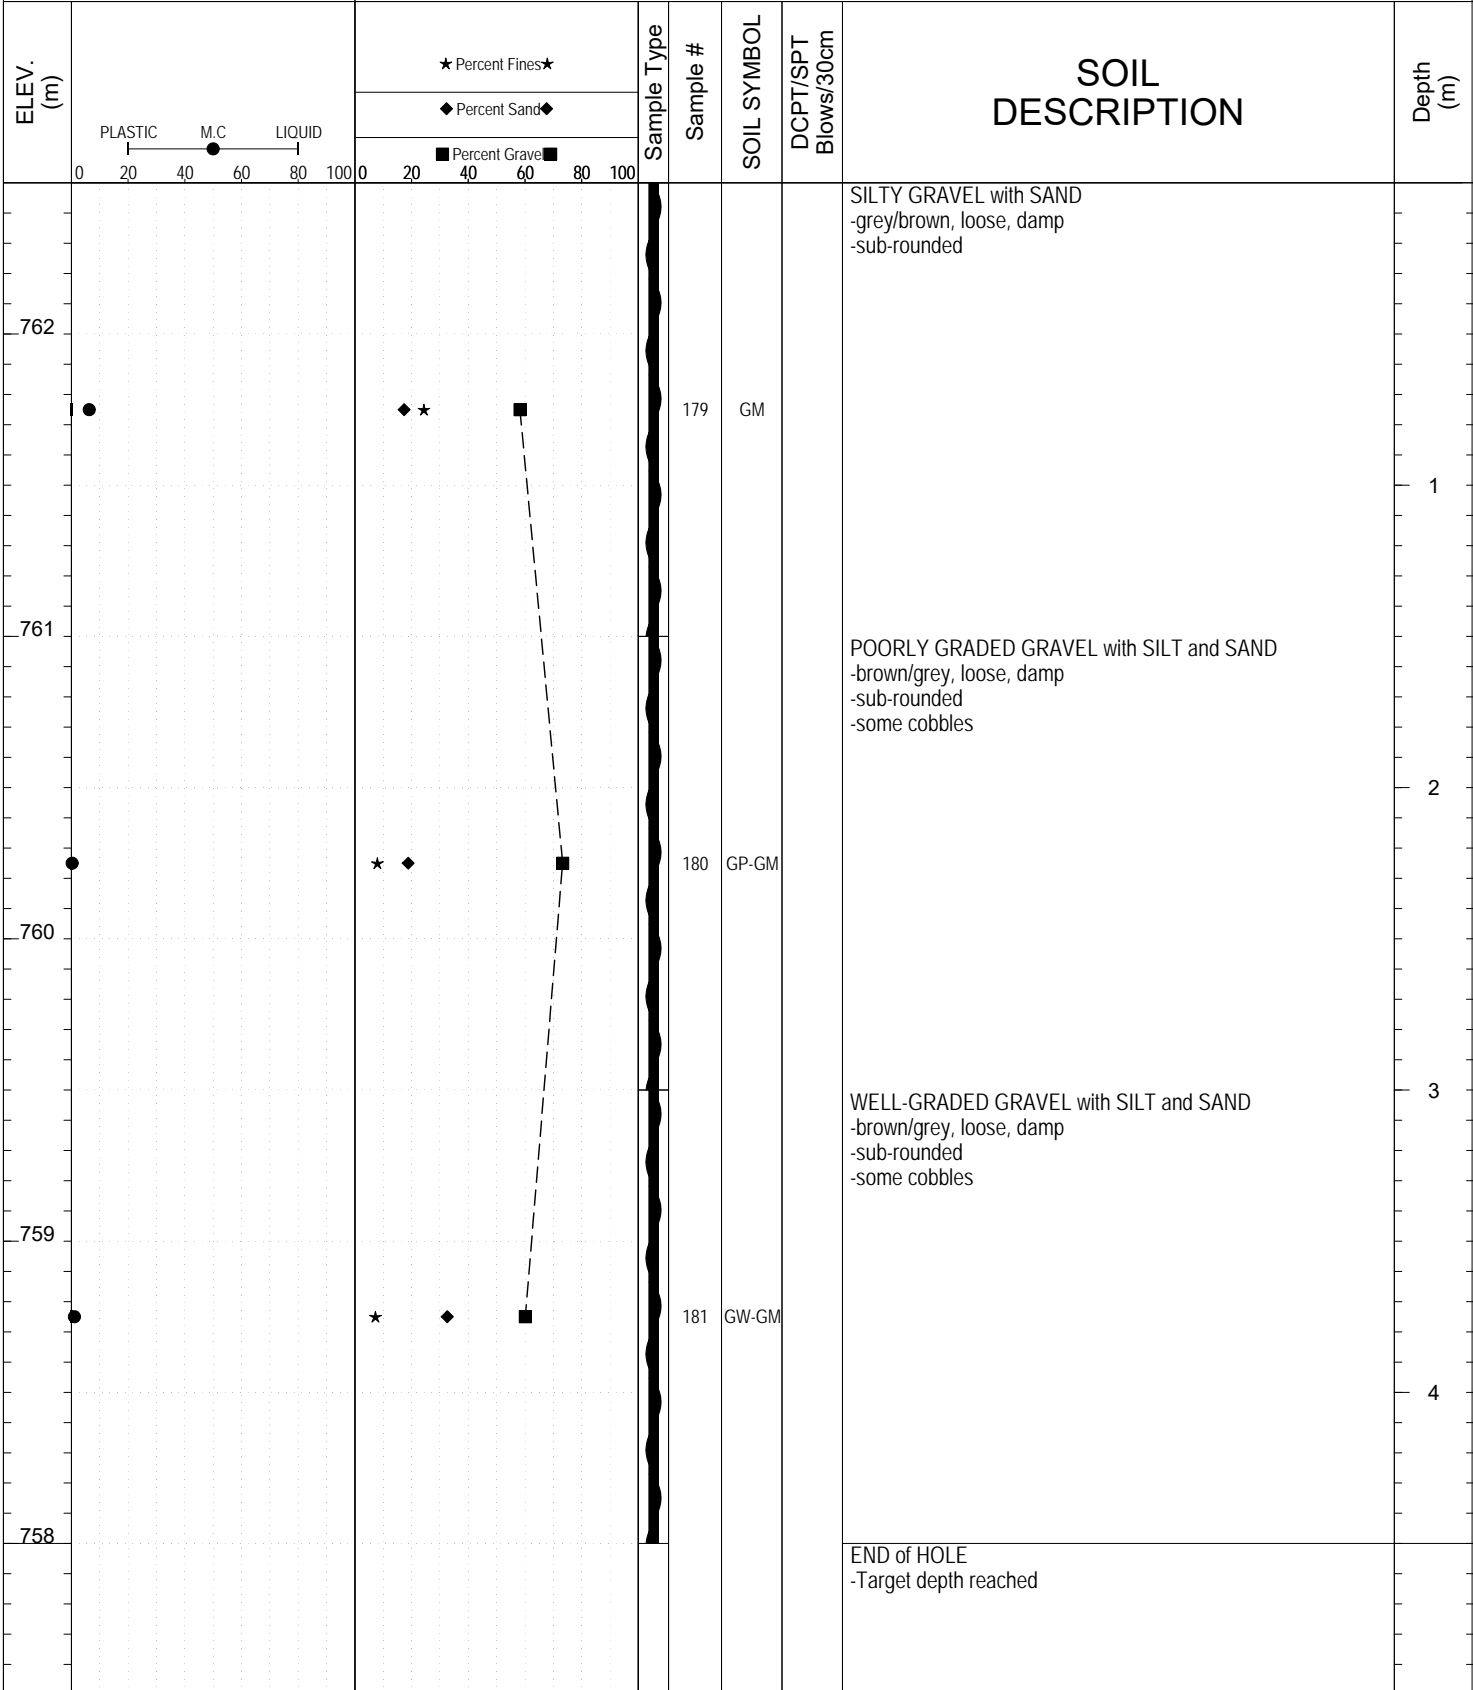 ELEV.
(m)
PLASTIC M.C LIQUID
0 20 40 60 80 100
Percent Fines
Percent Sand
Percent Gravel
0 20 40 60 80 100
Sample Type
Sample #
SOIL SYMBOL
DCPT/SPT
Blows/30cm
SOIL
DESCRIPTION
Depth
(m)
SILTY GRAVEL with SAND
-grey/brown, loose, damp
-sub-rounded
762
179 GM
1
761
POORLY GRADED GRAVEL with SILT and SAND
-brown/grey, loose, damp
-sub-rounded
-some cobbles
2
180 GP-GM
760
3
WELL-GRADED GRAVEL with SILT and SAND
-brown/grey, loose, damp
-sub-rounded
-some cobbles
759
181 GW-GM
4
758
END of HOLE
-Target depth reached